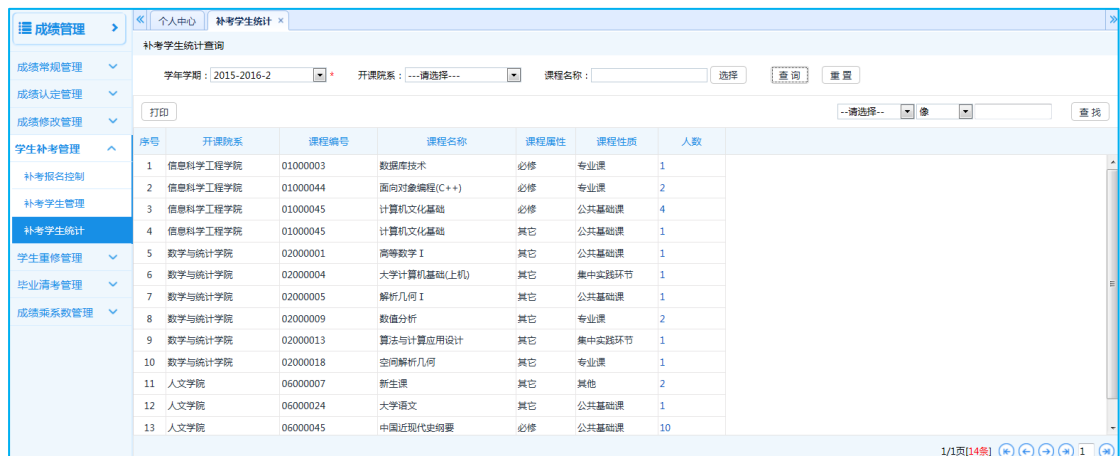 成绩管理
个人中心 补考学生统计 ×
补考学生统计查询
学年学期： 2015-2016-2 * 开课院系： ---请选择--- 课程名称： 选择 查询 重置
打印 --请选择-- 像 查找
成绩常规管理
成绩认定管理
成绩修改管理
学生补考管理
补考报名控制
补考学生管理
补考学生统计
学生重修管理
毕业清考管理
成绩乘系数管理
序号 开课院系 课程编号 课程名称 课程属性 课程性质 人数
1 信息科学工程学院 01000003 数据库技术 必修 专业课 1
2 信息科学工程学院 01000044 面向对象编程(C++) 必修 专业课 2
3 信息科学工程学院 01000045 计算机文化基础 必修 公共基础课 4
4 信息科学工程学院 01000045 计算机文化基础 其它 公共基础课 1
5 数学与统计学院 02000001 高等数学 I 其它 公共基础课 1
6 数学与统计学院 02000004 大学计算机基础(上机) 其它 集中实践环节 1
7 数学与统计学院 02000005 解析几何 I 其它 公共基础课 1
8 数学与统计学院 02000009 数值分析 其它 专业课 2
9 数学与统计学院 02000013 算法与计算应用设计 其它 集中实践环节 1
10 数学与统计学院 02000018 空间解析几何 其它 专业课 1
11 人文学院 06000007 新生课 其它 其他 2
12 人文学院 06000024 大学语文 其它 公共基础课 1
13 人文学院 06000045 中国近现代史纲要 必修 公共基础课 10
1/1页[14条] 1